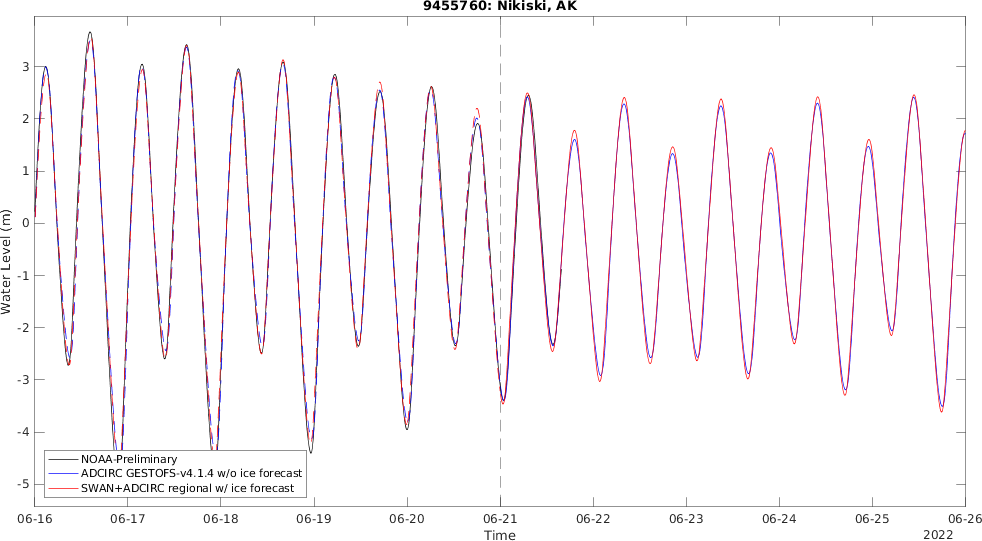 9455760: Nikiski, AK
Water Level (m)
3
2
1
0
-1
-2
-3
-4
-5
NOAA-Preliminary
ADCIRC GESTOFS-v4.1.4 w/o ice forecast
SWAN+ADCIRC regional w/ ice forecast
06-16 06-17 06-18 06-19 06-20 06-21 06-22 06-23 06-24 06-25 06-26
Time
2022